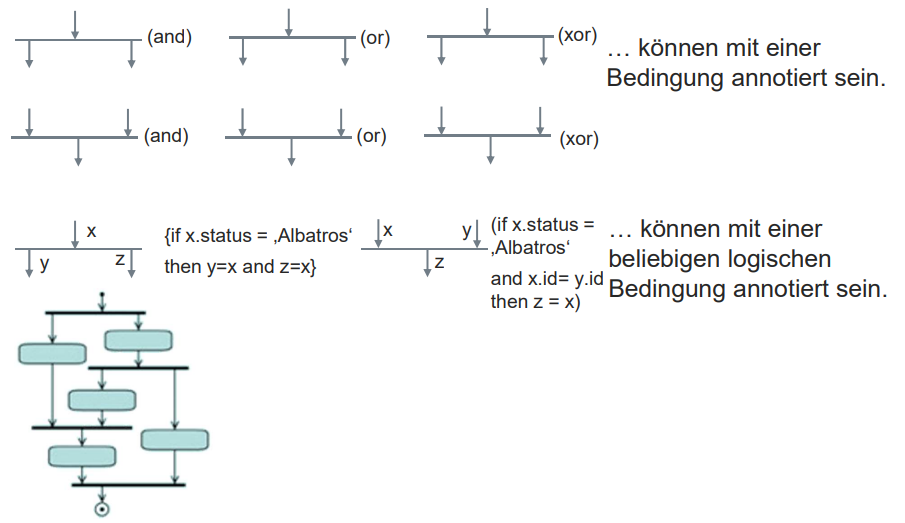 (and)
(or)
(xor)
… können mit einer
Bedingung annotiert sein.
(and)
(or)
(xor)
x
y
z
{if x.status = ‚Albatros‘
then y=x and z=x}
x
y
z
(if x.status =
‚Albatros‘
and x.id= y.id
then z = x)
… können mit einer
beliebigen logischen
Bedingung annotiert sein.